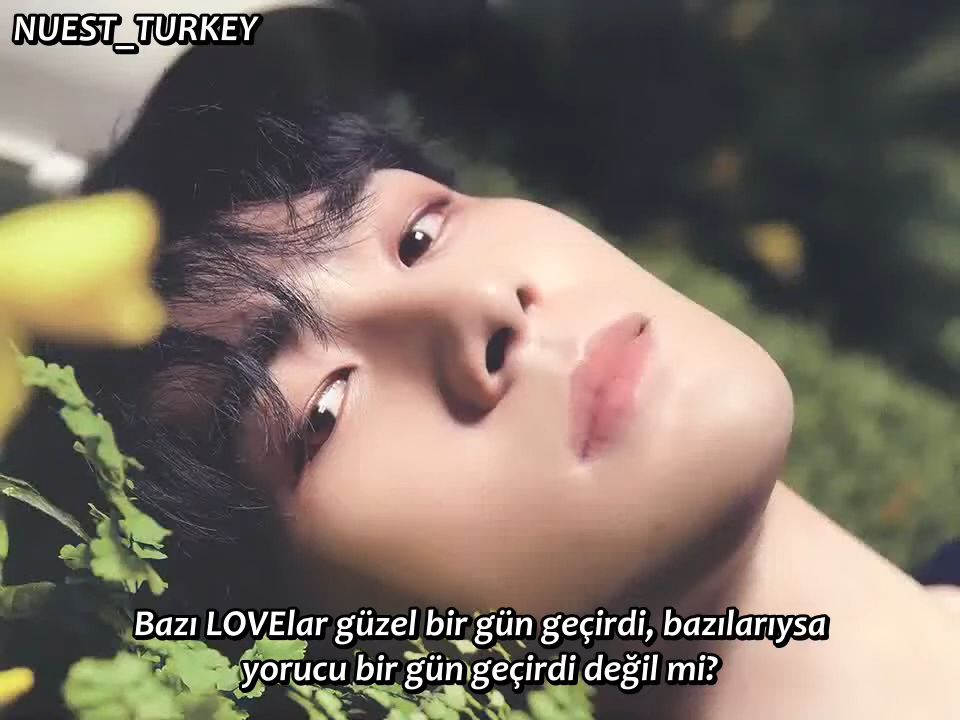 NUEST_TURKEY
Bazı LOVElar güzel bir gün geçirdi, bazılarıysa
yorucu bir gün geçirdi değil mi?